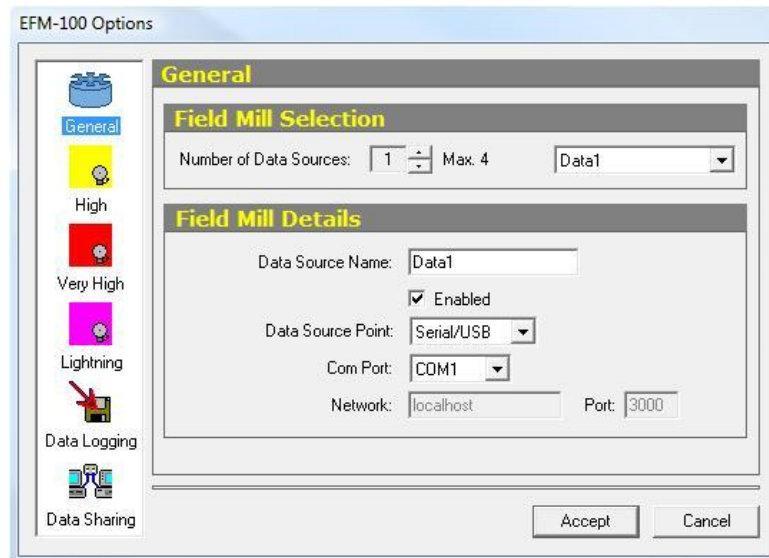 EFM-100 Options
General
High
Very High
Lightning
Data Logging
Data Sharing
General
Field Mill Selection
Number of Data Sources: 1 Max. 4 Data1
Field Mill Details
Data Source Name: Data1
Enabled
Data Source Point: Serial/USB
Com Port: COM1
Network: localhost Port: 3000
Accept Cancel